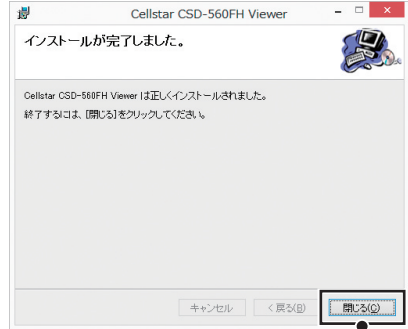 Cellstar CSD-560FH Viewer
インストールが完了しました。
Cellstar CSD-560FH Viewer は正しくインストールされました。
終了するには、[閉じる]をクリックしてください。
キャンセル
< 戻る(B)
閉じる(C)